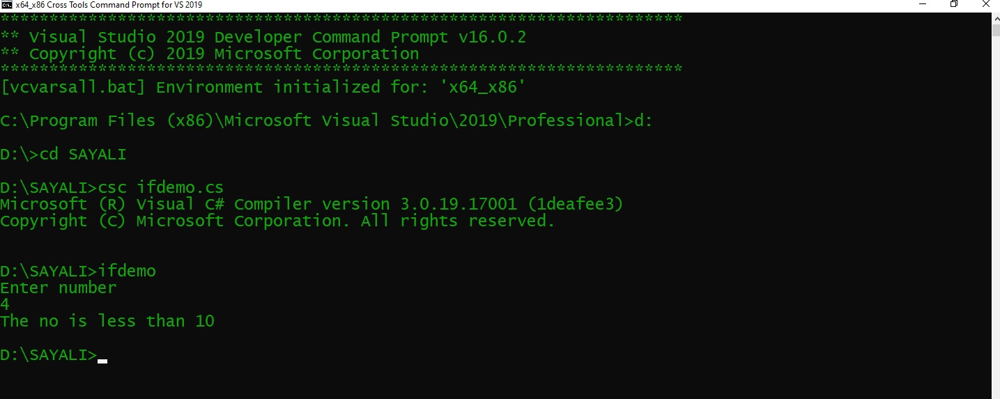 x64_x86 Cross Tools Command Prompt for VS 2019
**********************************************************************
** Visual Studio 2019 Developer Command Prompt v16.0.2
** Copyright (c) 2019 Microsoft Corporation
**********************************************************************
[vcvarsall.bat] Environment initialized for: 'x64_x86'
C:\Program Files (x86)\Microsoft Visual Studio\2019\Professional>d:
D:\>cd SAYALI
D:\SAYALI>csc ifdemo.cs
Microsoft (R) Visual C# Compiler version 3.0.19.17001 (1deafee3)
Copyright (C) Microsoft Corporation. All rights reserved.
D:\SAYALI>ifdemo
Enter number
4
The no is less than 10
D:\SAYALI>